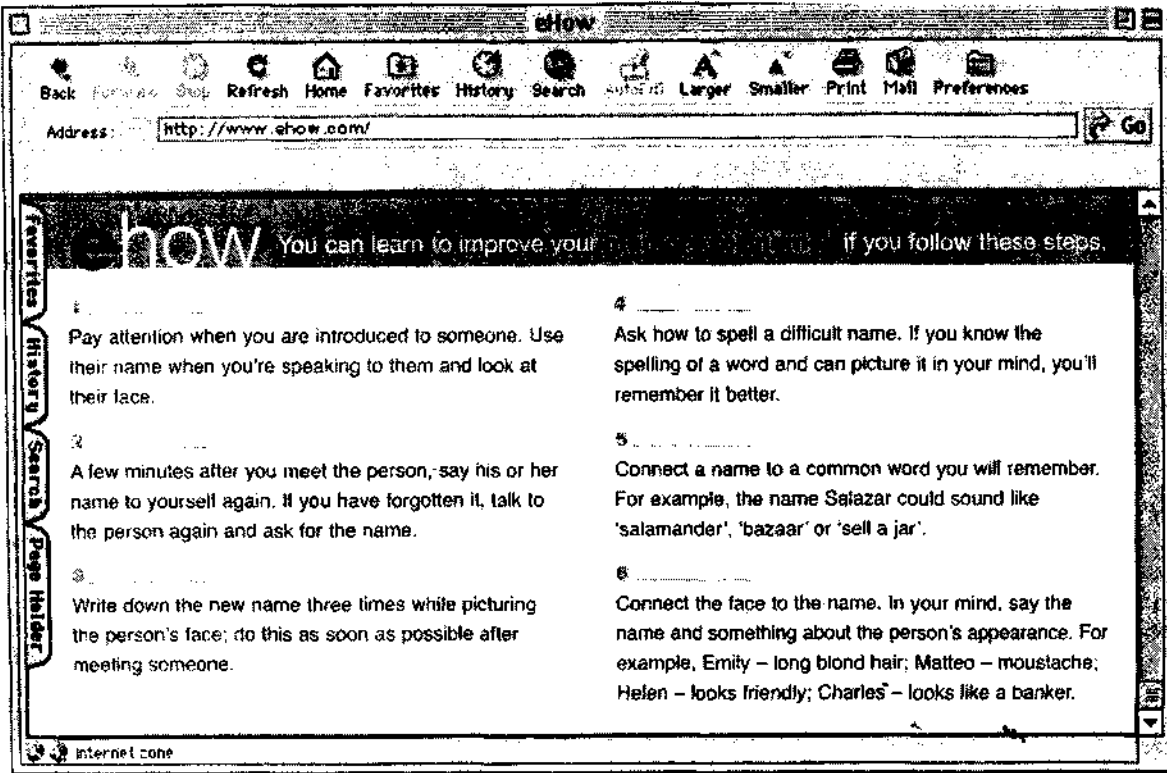 eHow
Back Forward Stop Refresh Home Favorites History Search AutoFill Larger Smaller Print Mail Preferences
Address: http://www.ehow.com/ Go
Favorites
History
Search
Page Holder
ehow You can learn to improve your if you follow these steps.
1
Pay attention when you are introduced to someone. Use
their name when you're speaking to them and look at
their face.
2
A few minutes after you meet the person, say his or her
name to yourself again. If you have forgotten it, talk to
the person again and ask for the name.
3
Write down the new name three times while picturing
the person's face; do this as soon as possible after
meeting someone.
4
Ask how to spell a difficult name. If you know the
spelling of a word and can picture it in your mind, you'll
remember it better.
5
Connect a name to a common word you will remember.
For example, the name Salazar could sound like
'salamander', 'bazaar' or 'sell a jar'.
6
Connect the face to the name. In your mind, say the
name and something about the person's appearance. For
example, Emily – long blond hair; Matteo – moustache;
Helen – looks friendly; Charles – looks like a banker.
Internet zone